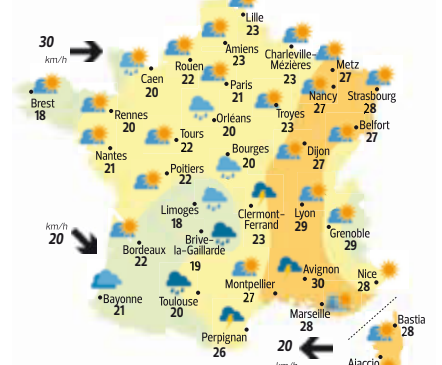 Lille
23
30
km/h
Amiens
23
Charleville-
Mézières
23
Rouen
22
Metz
27
Caen
20
Paris
21
Nancy
27
Strasbourg
28
Brest
18
Rennes
20
Orléans
20
Troyes
23
Belfort
27
Tours
22
Nantes
21
Bourges
20
Dijon
27
Poitiers
22
Limoges
18
Clermont-
Ferrand
23
Lyon
29
km/h
20
Grenoble
29
Bordeaux
22
Brive-
la-Gaillarde
19
Avignon
30
Nice
28
Montpellier
27
Bayonne
21
Toulouse
20
Marseille
28
Perpignan
26
Bastia
28
20
km/h
Ajaccio